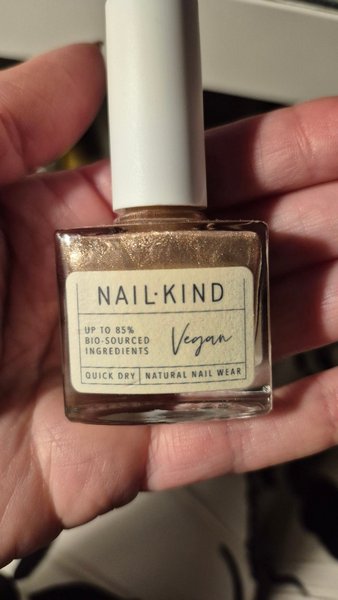 NAIL·KIND
UP TO 85%
BIO-SOURCED
INGREDIENTS
Vegan
QUICK DRY
NATURAL NAIL WEAR